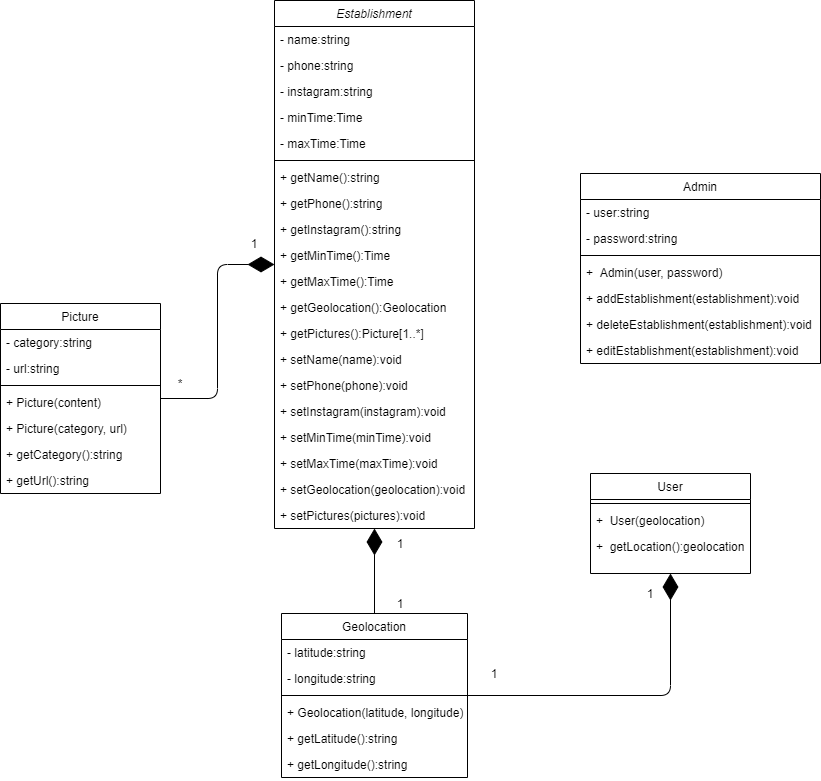 Establishment
- name:string
- phone:string
- instagram:string
- minTime:Time
- maxTime:Time
+ getName():string
+ getPhone():string
+ getInstagram():string
+ getMinTime():Time
+ getMaxTime():Time
+ getGeolocation():Geolocation
+ getPictures():Picture[1..*]
+ setName(name):void
+ setPhone(phone):void
+ setInstagram(instagram):void
+ setMinTime(minTime):void
+ setMaxTime(maxTime):void
+ setGeolocation(geolocation):void
+ setPictures(pictures):void
1
*
Picture
- category:string
- url:string
+ Picture(content)
+ Picture(category, url)
+ getCategory():string
+ getUrl():string
Admin
- user:string
- password:string
+ Admin(user, password)
+ addEstablishment(establishment):void
+ deleteEstablishment(establishment):void
+ editEstablishment(establishment):void
User
+ User(geolocation)
+ getLocation():geolocation
1
1
1
1
Geolocation
- latitude:string
- longitude:string
+ Geolocation(latitude, longitude)
+ getLatitude():string
+ getLongitude():string